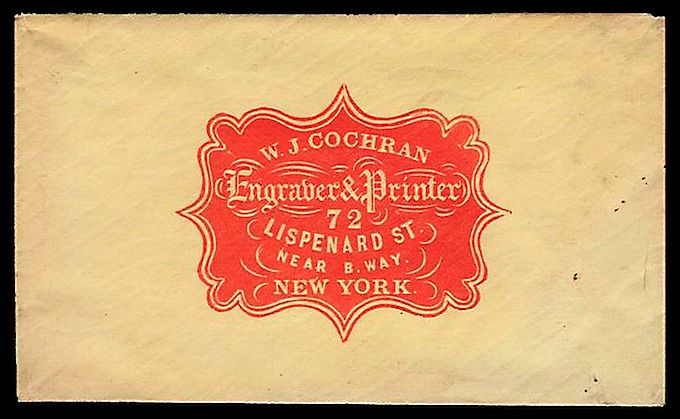 W. J. COCHRAN
Engraver & Printer
72
LISPENARD ST.
NEAR B. WAY.
NEW YORK.